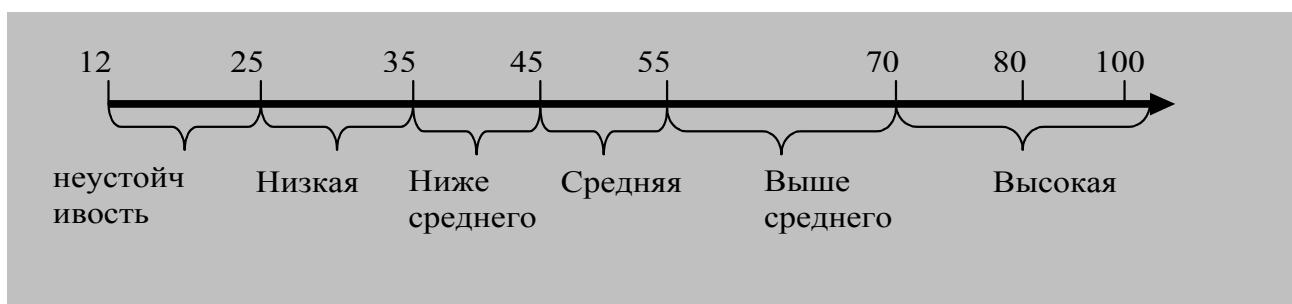 12 25 35 45 55 70 80 100
неустойч
ивость
Низкая
Ниже
среднего
Средняя
Выше
среднего
Высокая